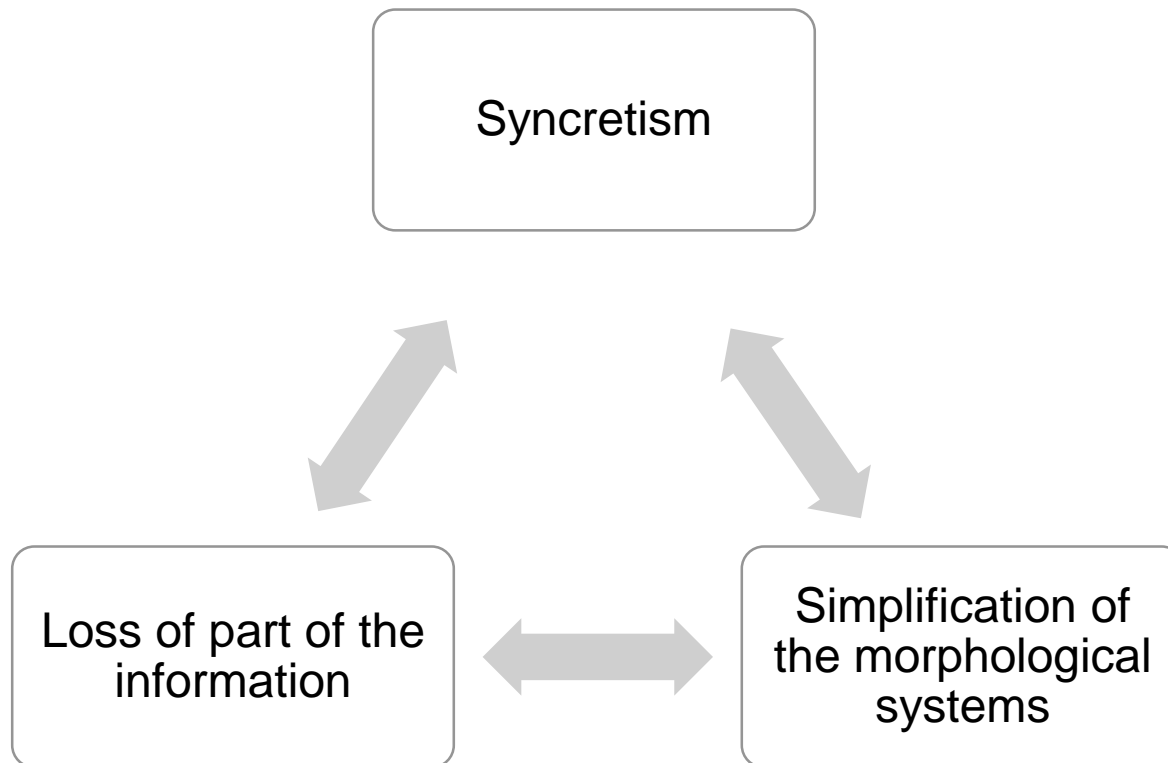 Syncretism
Loss of part of the
information
Simplification of
the morphological
systems